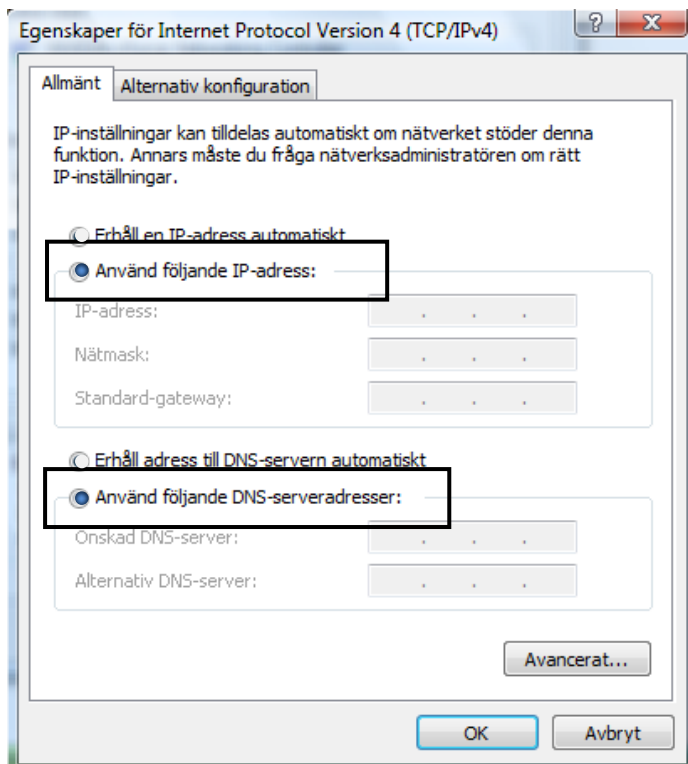 Egenskaper för Internet Protocol Version 4 (TCP/IPv4)
Allmänt
Alternativ konfiguration
IP-inställningar kan tilldelas automatiskt om nätverket stöder denna
funktion. Annars måste du fråga nätverksadministratören om rätt
IP-inställningar.
Erhåll en IP-adress automatiskt
Använd följande IP-adress:
IP-adress:
Nätmask:
Standard-gateway:
Erhåll adress till DNS-servern automatiskt
Använd följande DNS-serveradresser:
Önskad DNS-server:
Alternativ DNS-server:
Avancerat...
OK
Avbryt